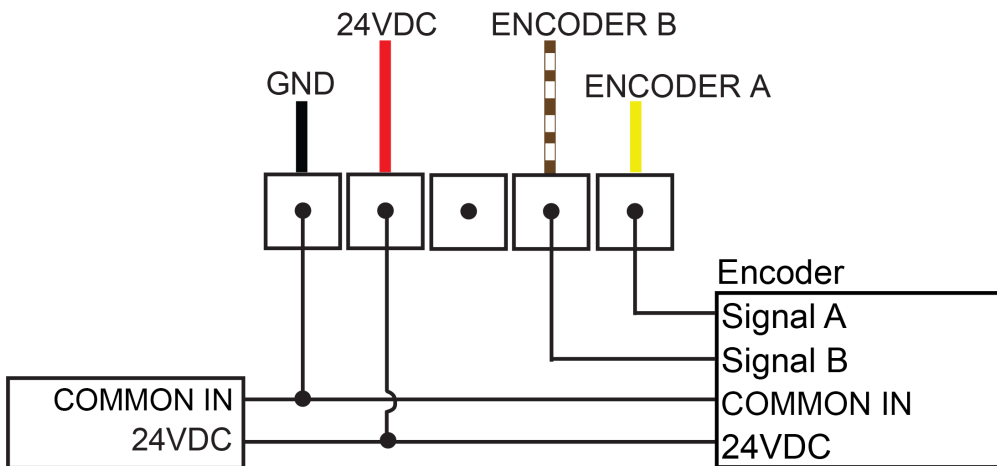 24VDC
ENCODER B
GND
ENCODER A
Encoder
Signal A
Signal B
COMMON IN
COMMON IN
24VDC
24VDC